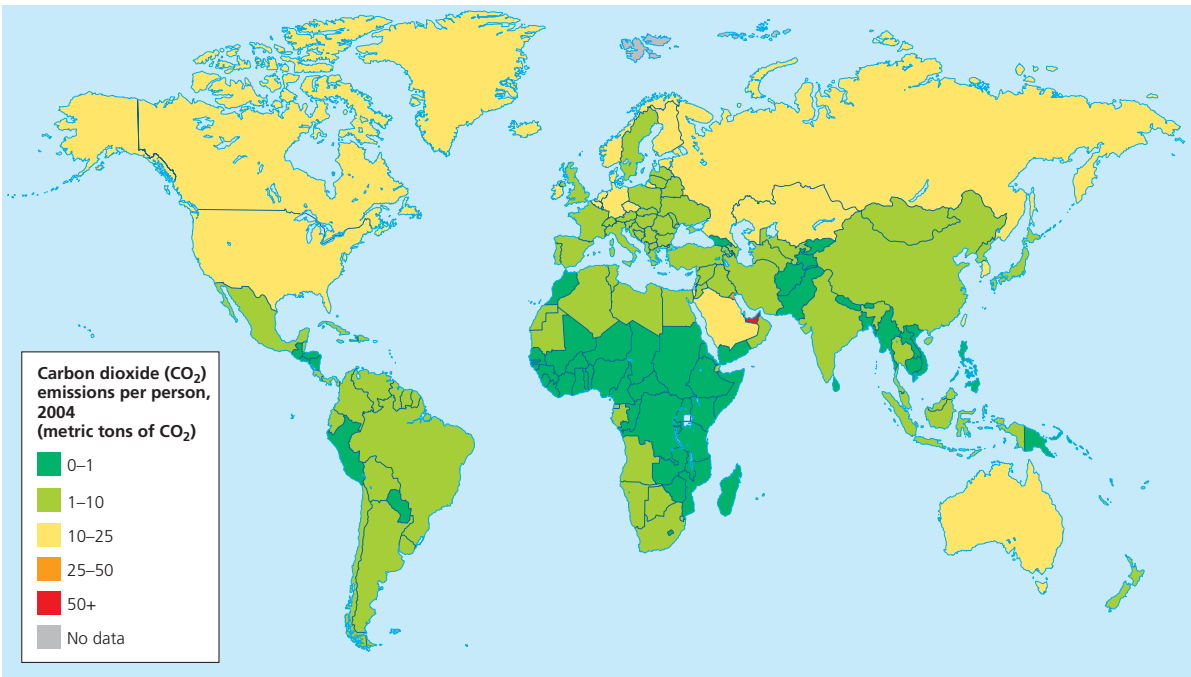 Carbon dioxide (CO₂)
emissions per person,
2004
(metric tons of CO₂)
0–1
1–10
10–25
25–50
50+
No data